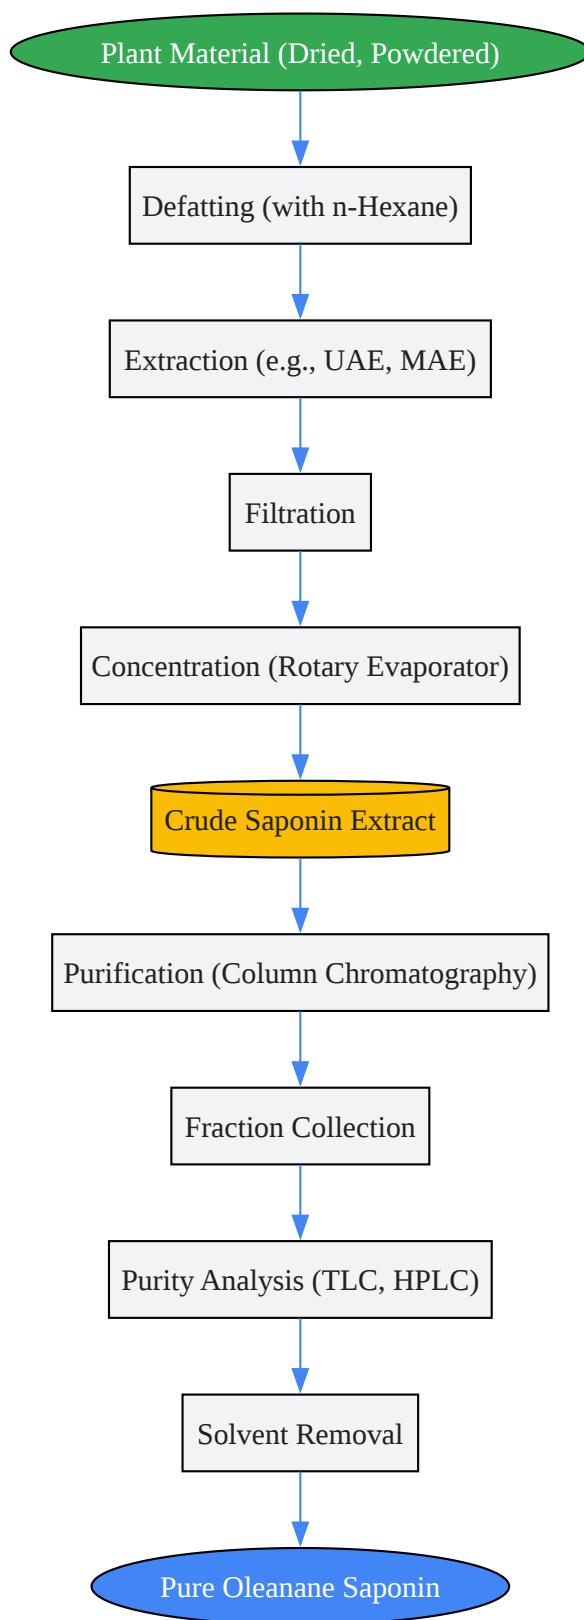 Plant Material (Dried, Powdered)
Defatting (with n-Hexane)
Extraction (e.g., UAE, MAE)
Filtration
Concentration (Rotary Evaporator)
Crude Saponin Extract
Purification (Column Chromatography)
Fraction Collection
Purity Analysis (TLC, HPLC)
Solvent Removal
Pure Oleanane Saponin